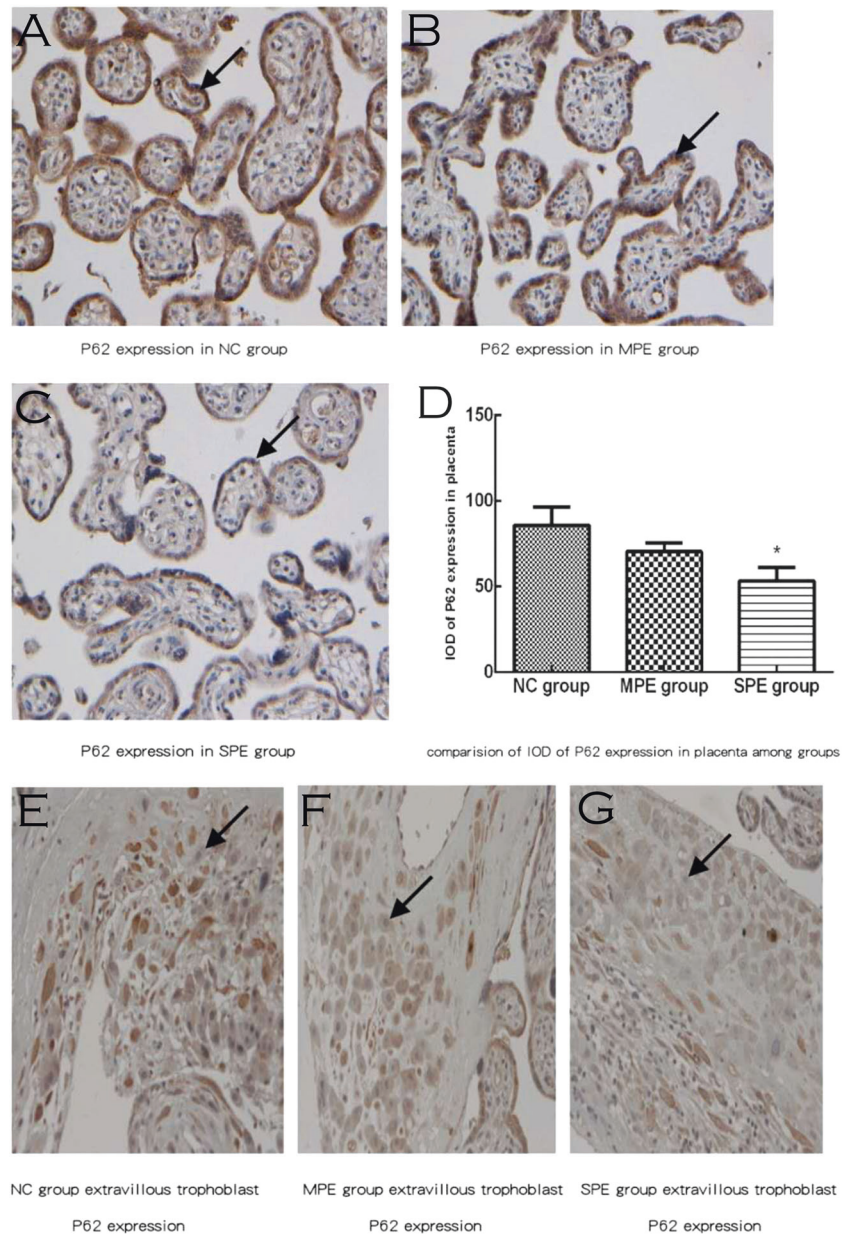 A
B
P62 expression in NC group
P62 expression in MPE group
C
D
IOD of P62 expression in placenta
150
100
50
0
*
NC group MPE group SPE group
P62 expression in SPE group
comparision of IOD of P62 expression in placenta among groups
E
F
G
NC group extravillous trophoblast
P62 expression
MPE group extravillous trophoblast
P62 expression
SPE group extravillous trophoblast
P62 expression